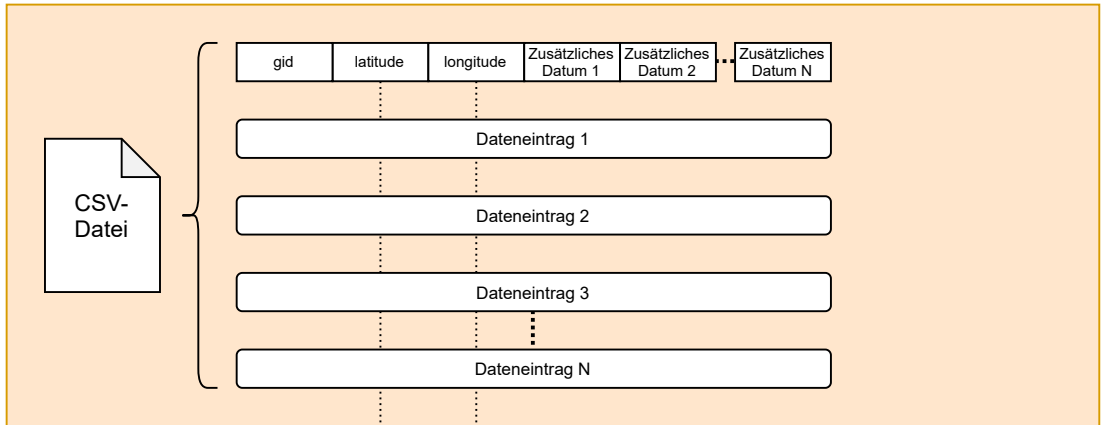 gid latitude longitude Zusätzliches Zusätzliches Zusätzliches
Datum 1 Datum 2 Datum N
Dateneintrag 1
CSV-
Datei
Dateneintrag 2
Dateneintrag 3
Dateneintrag N